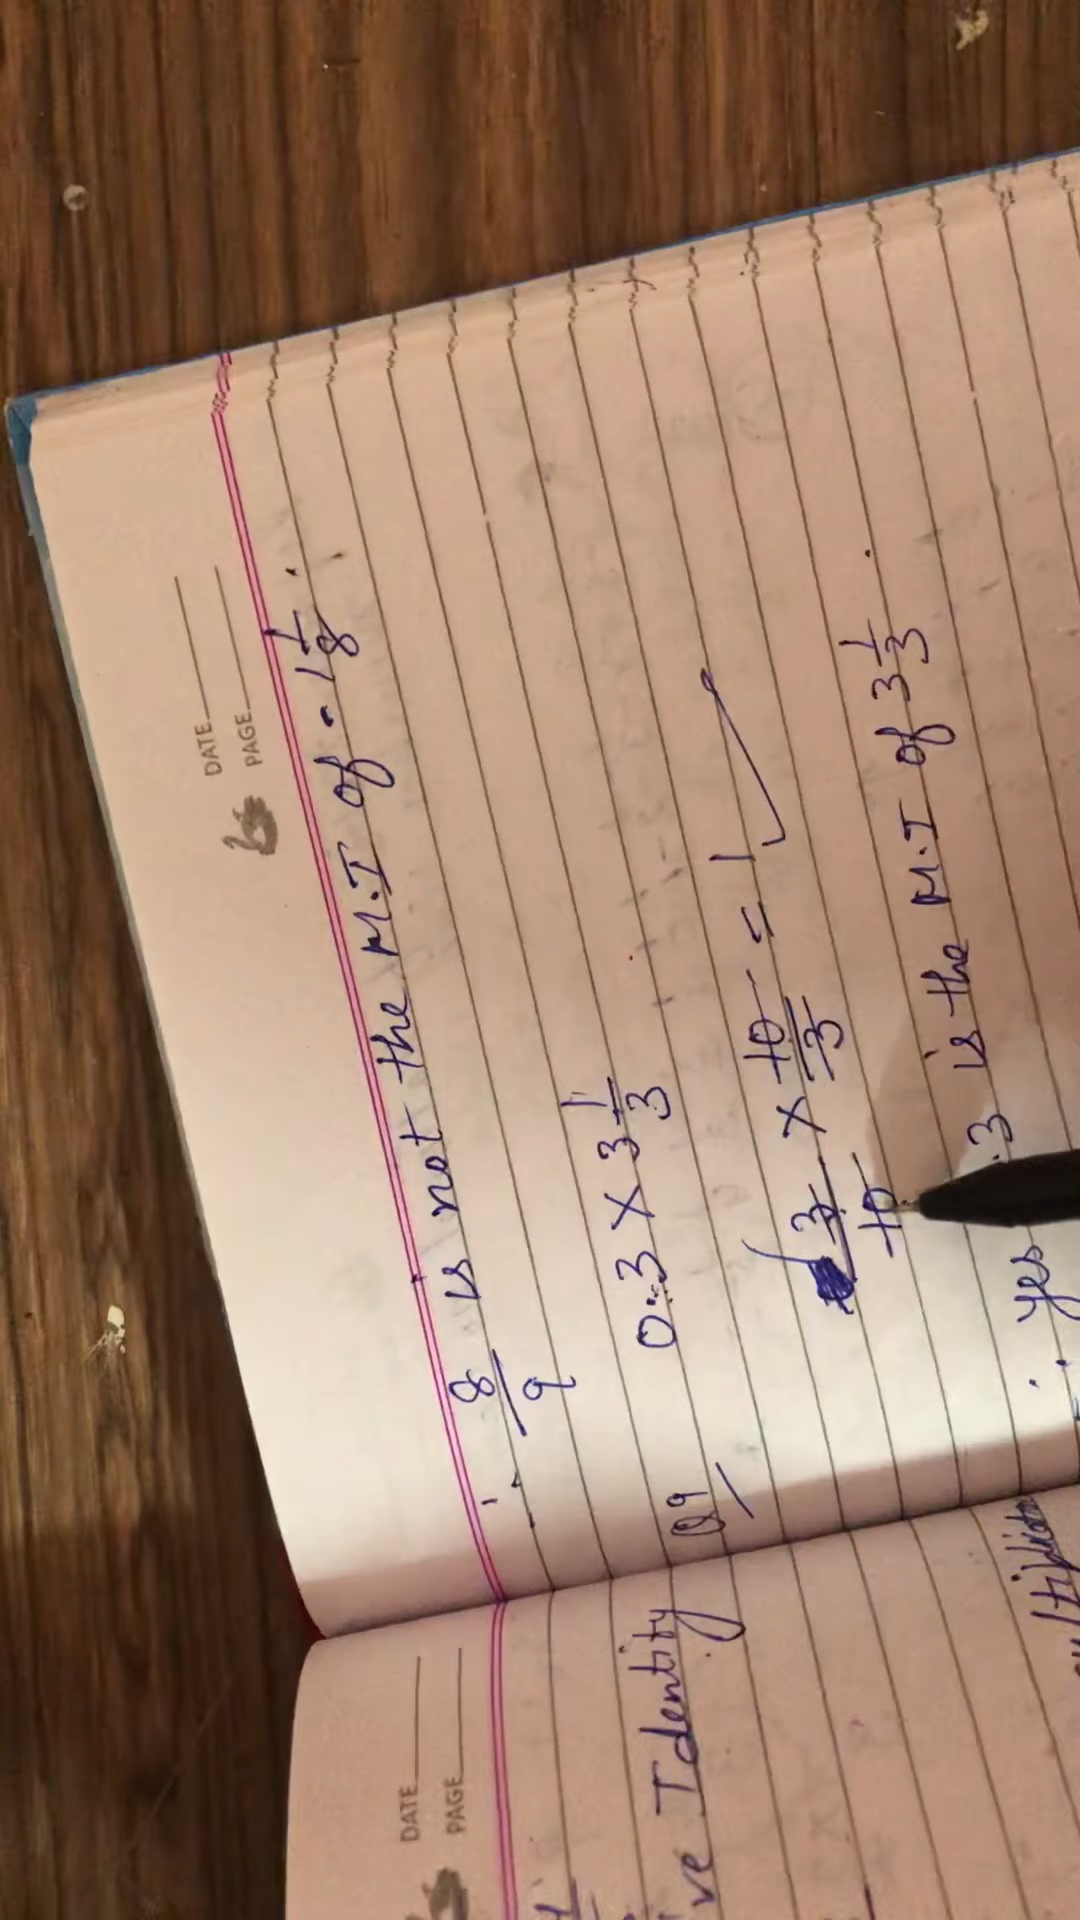 DATE
PAGE
∴ 8/9 is not the M.I of · 1 1/8 .
Q9 0.3 × 3 1/3
3/10 × 10/3 = 1
∴ yes .3 is the M.I of 3 1/3 .
DATE
PAGE
ve Identity